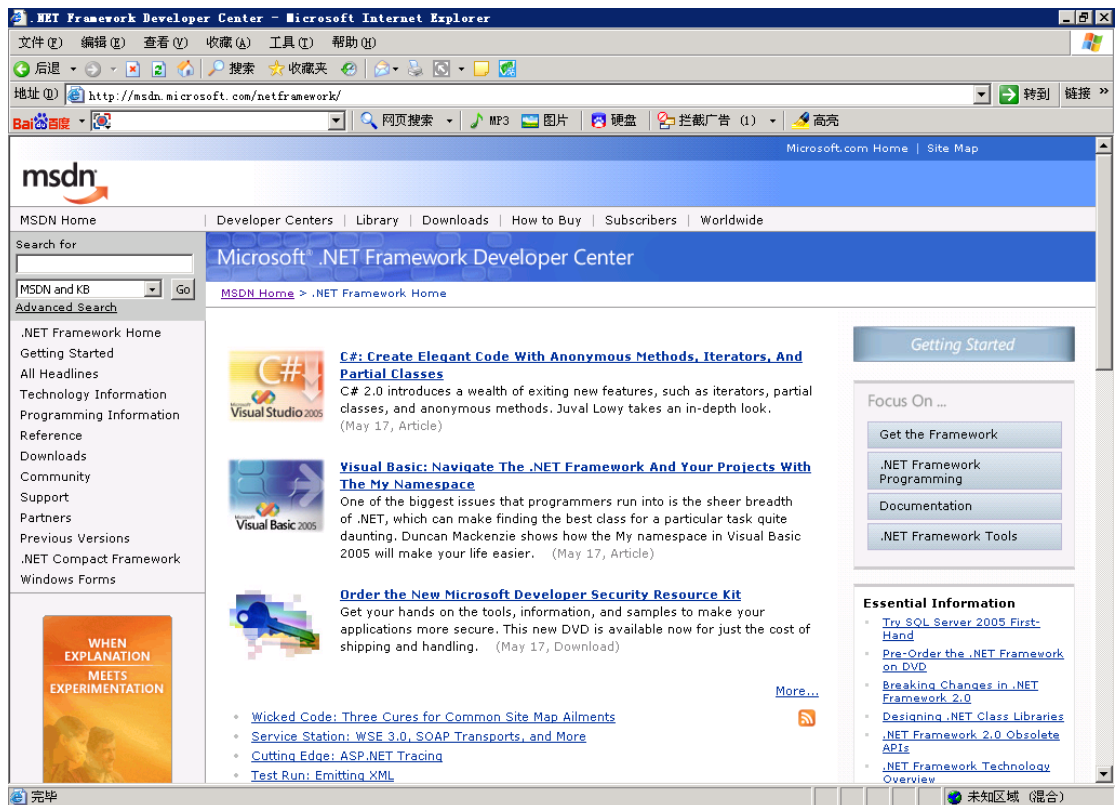 .NET Framework Developer Center - Microsoft Internet Explorer
文件(F) 编辑(E) 查看(V) 收藏(A) 工具(T) 帮助(H)
后退 搜索 收藏夹
地址(D) http://msdn.microsoft.com/netframework/ 转到 链接 »
Bai百度 网页搜索 MP3 图片 硬盘 拦截广告 (1) 高亮
Microsoft.com Home | Site Map
msdn
MSDN Home | Developer Centers | Library | Downloads | How to Buy | Subscribers | Worldwide
Search for
MSDN and KB Go
Advanced Search
.NET Framework Home
Getting Started
All Headlines
Technology Information
Programming Information
Reference
Downloads
Community
Support
Partners
Previous Versions
.NET Compact Framework
Windows Forms
WHEN
EXPLANATION
MEETS
EXPERIMENTATION
Microsoft® .NET Framework Developer Center
MSDN Home > .NET Framework Home
C#
Visual Studio 2005
C#: Create Elegant Code With Anonymous Methods, Iterators, And
Partial Classes
C# 2.0 introduces a wealth of exiting new features, such as iterators, partial
classes, and anonymous methods. Juval Lowy takes an in-depth look.
(May 17, Article)
Visual Basic 2005
Visual Basic: Navigate The .NET Framework And Your Projects With
The My Namespace
One of the biggest issues that programmers run into is the sheer breadth
of .NET, which can make finding the best class for a particular task quite
daunting. Duncan Mackenzie shows how the My namespace in Visual Basic
2005 will make your life easier. (May 17, Article)
Order the New Microsoft Developer Security Resource Kit
Get your hands on the tools, information, and samples to make your
applications more secure. This new DVD is available now for just the cost of
shipping and handling. (May 17, Download)
More...
Wicked Code: Three Cures for Common Site Map Ailments
Service Station: WSE 3.0, SOAP Transports, and More
Cutting Edge: ASP.NET Tracing
Test Run: Emitting XML
Getting Started
Focus On ...
Get the Framework
.NET Framework
Programming
Documentation
.NET Framework Tools
Essential Information
Try SQL Server 2005 First-
Hand
Pre-Order the .NET Framework
on DVD
Breaking Changes in .NET
Framework 2.0
Designing .NET Class Libraries
.NET Framework 2.0 Obsolete
APIs
.NET Framework Technology
Overview
完毕 未知区域 (混合)